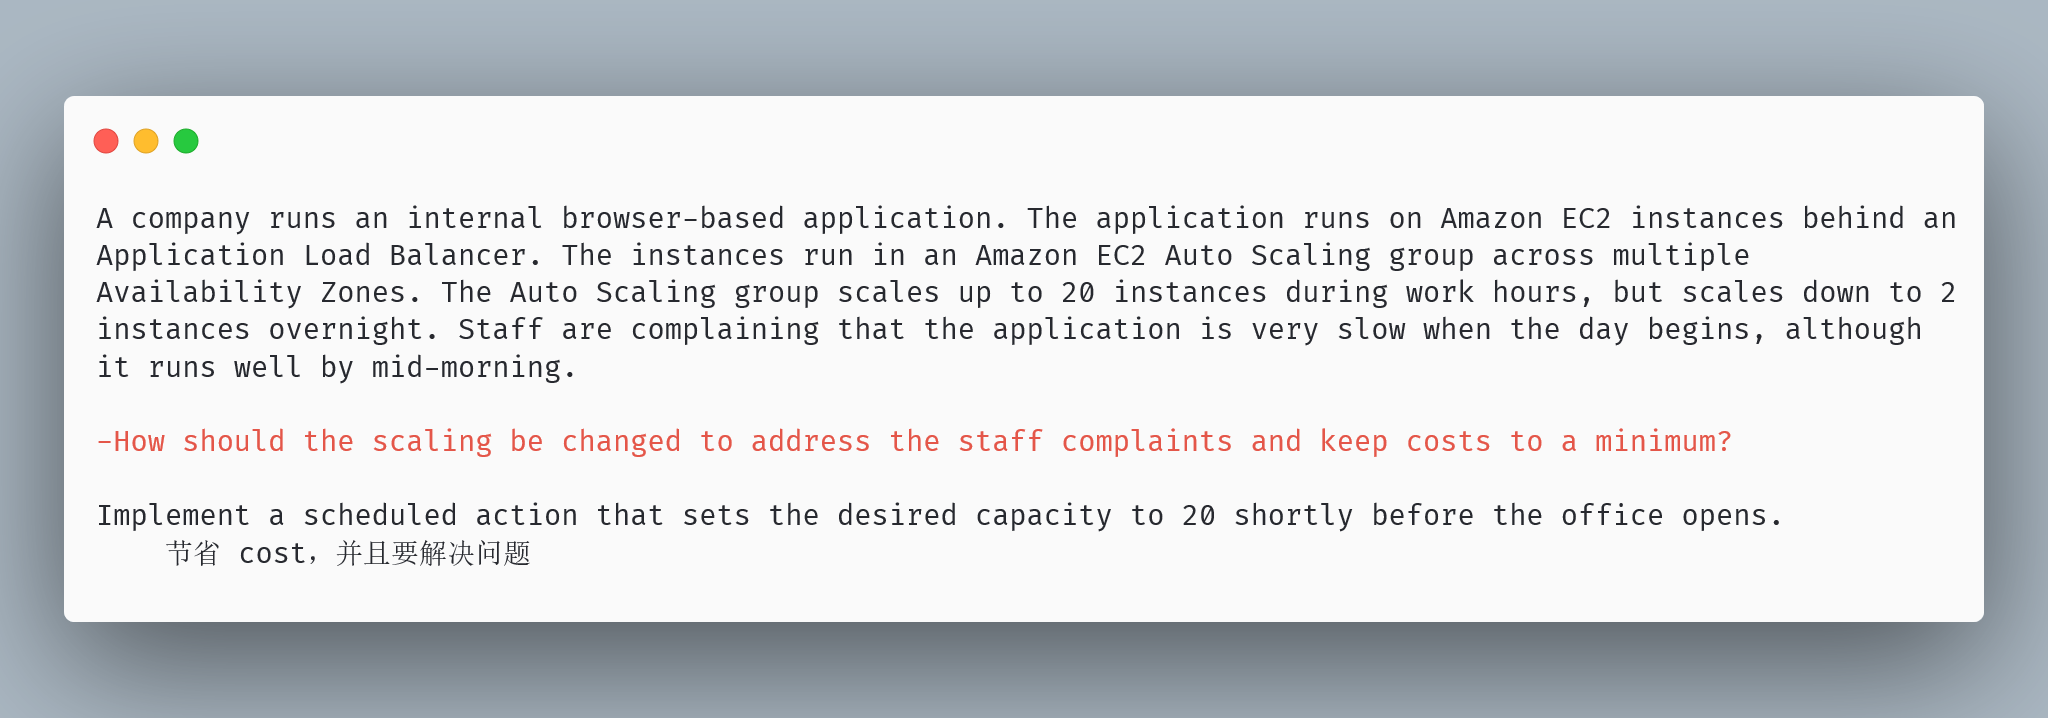 A company runs an internal browser-based application. The application runs on Amazon EC2 instances behind an
Application Load Balancer. The instances run in an Amazon EC2 Auto Scaling group across multiple
Availability Zones. The Auto Scaling group scales up to 20 instances during work hours, but scales down to 2
instances overnight. Staff are complaining that the application is very slow when the day begins, although
it runs well by mid-morning.
-How should the scaling be changed to address the staff complaints and keep costs to a minimum?
Implement a scheduled action that sets the desired capacity to 20 shortly before the office opens.
节省 cost，并且要解决问题